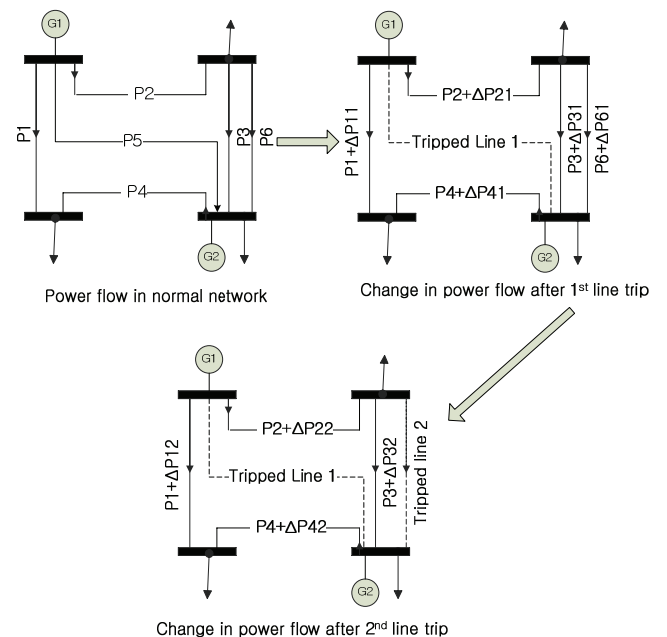 G1
P2
P1
P5
P3
P6
P4
G2
Power flow in normal network
G1
P2+ΔP21
P1+ΔP11
Tripped Line 1
P3+ΔP31
P6+ΔP61
P4+ΔP41
G2
Change in power flow after 1st line trip
G1
P2+ΔP22
P1+ΔP12
Tripped Line 1
P3+ΔP32
Tripped line 2
P4+ΔP42
G2
Change in power flow after 2nd line trip